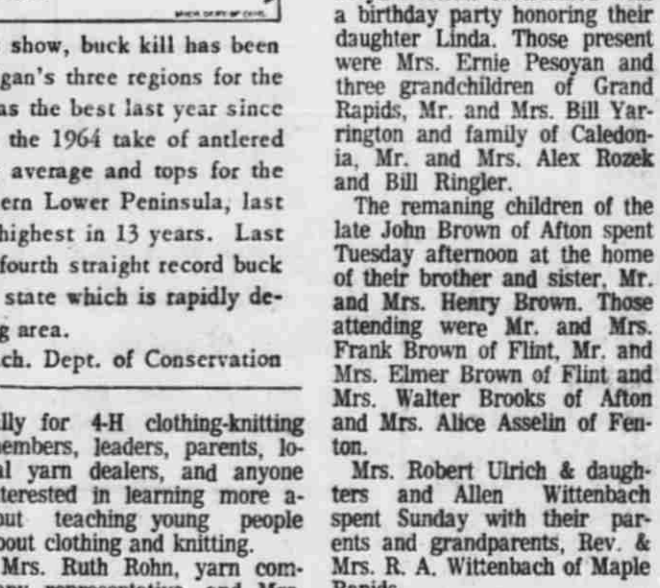 show, buck kill has been
gan's three regions for the
as the best last year since
the 1964 take of antlered
average and tops for the
ern Lower Peninsula, last
highest in 13 years. Last
fourth straight record buck
state which is rapidly de-
g area.
ch. Dept. of Conservation
lly for 4-H clothing-knitting
embers, leaders, parents, lo-
al yarn dealers, and anyone
terested in learning more a-
out teaching young people
bout clothing and knitting.
Mrs. Ruth Rohn, yarn com-
a birthday party honoring their
daughter Linda. Those present
were Mrs. Ernie Pesoyan and
three grandchildren of Grand
Rapids, Mr. and Mrs. Bill Yar-
rington and family of Caledon-
ia, Mr. and Mrs. Alex Rozek
and Bill Ringler.
The remaning children of the
late John Brown of Afton spent
Tuesday afternoon at the home
of their brother and sister, Mr.
and Mrs. Henry Brown. Those
attending were Mr. and Mrs.
Frank Brown of Flint, Mr. and
Mrs. Elmer Brown of Flint and
Mrs. Walter Brooks of Afton
and Mrs. Alice Asselin of Fen-
ton.
Mrs. Robert Ulrich & daugh-
ters and Allen Wittenbach
spent Sunday with their par-
ents and grandparents, Rev. &
Mrs. R. A. Wittenbach of Maple